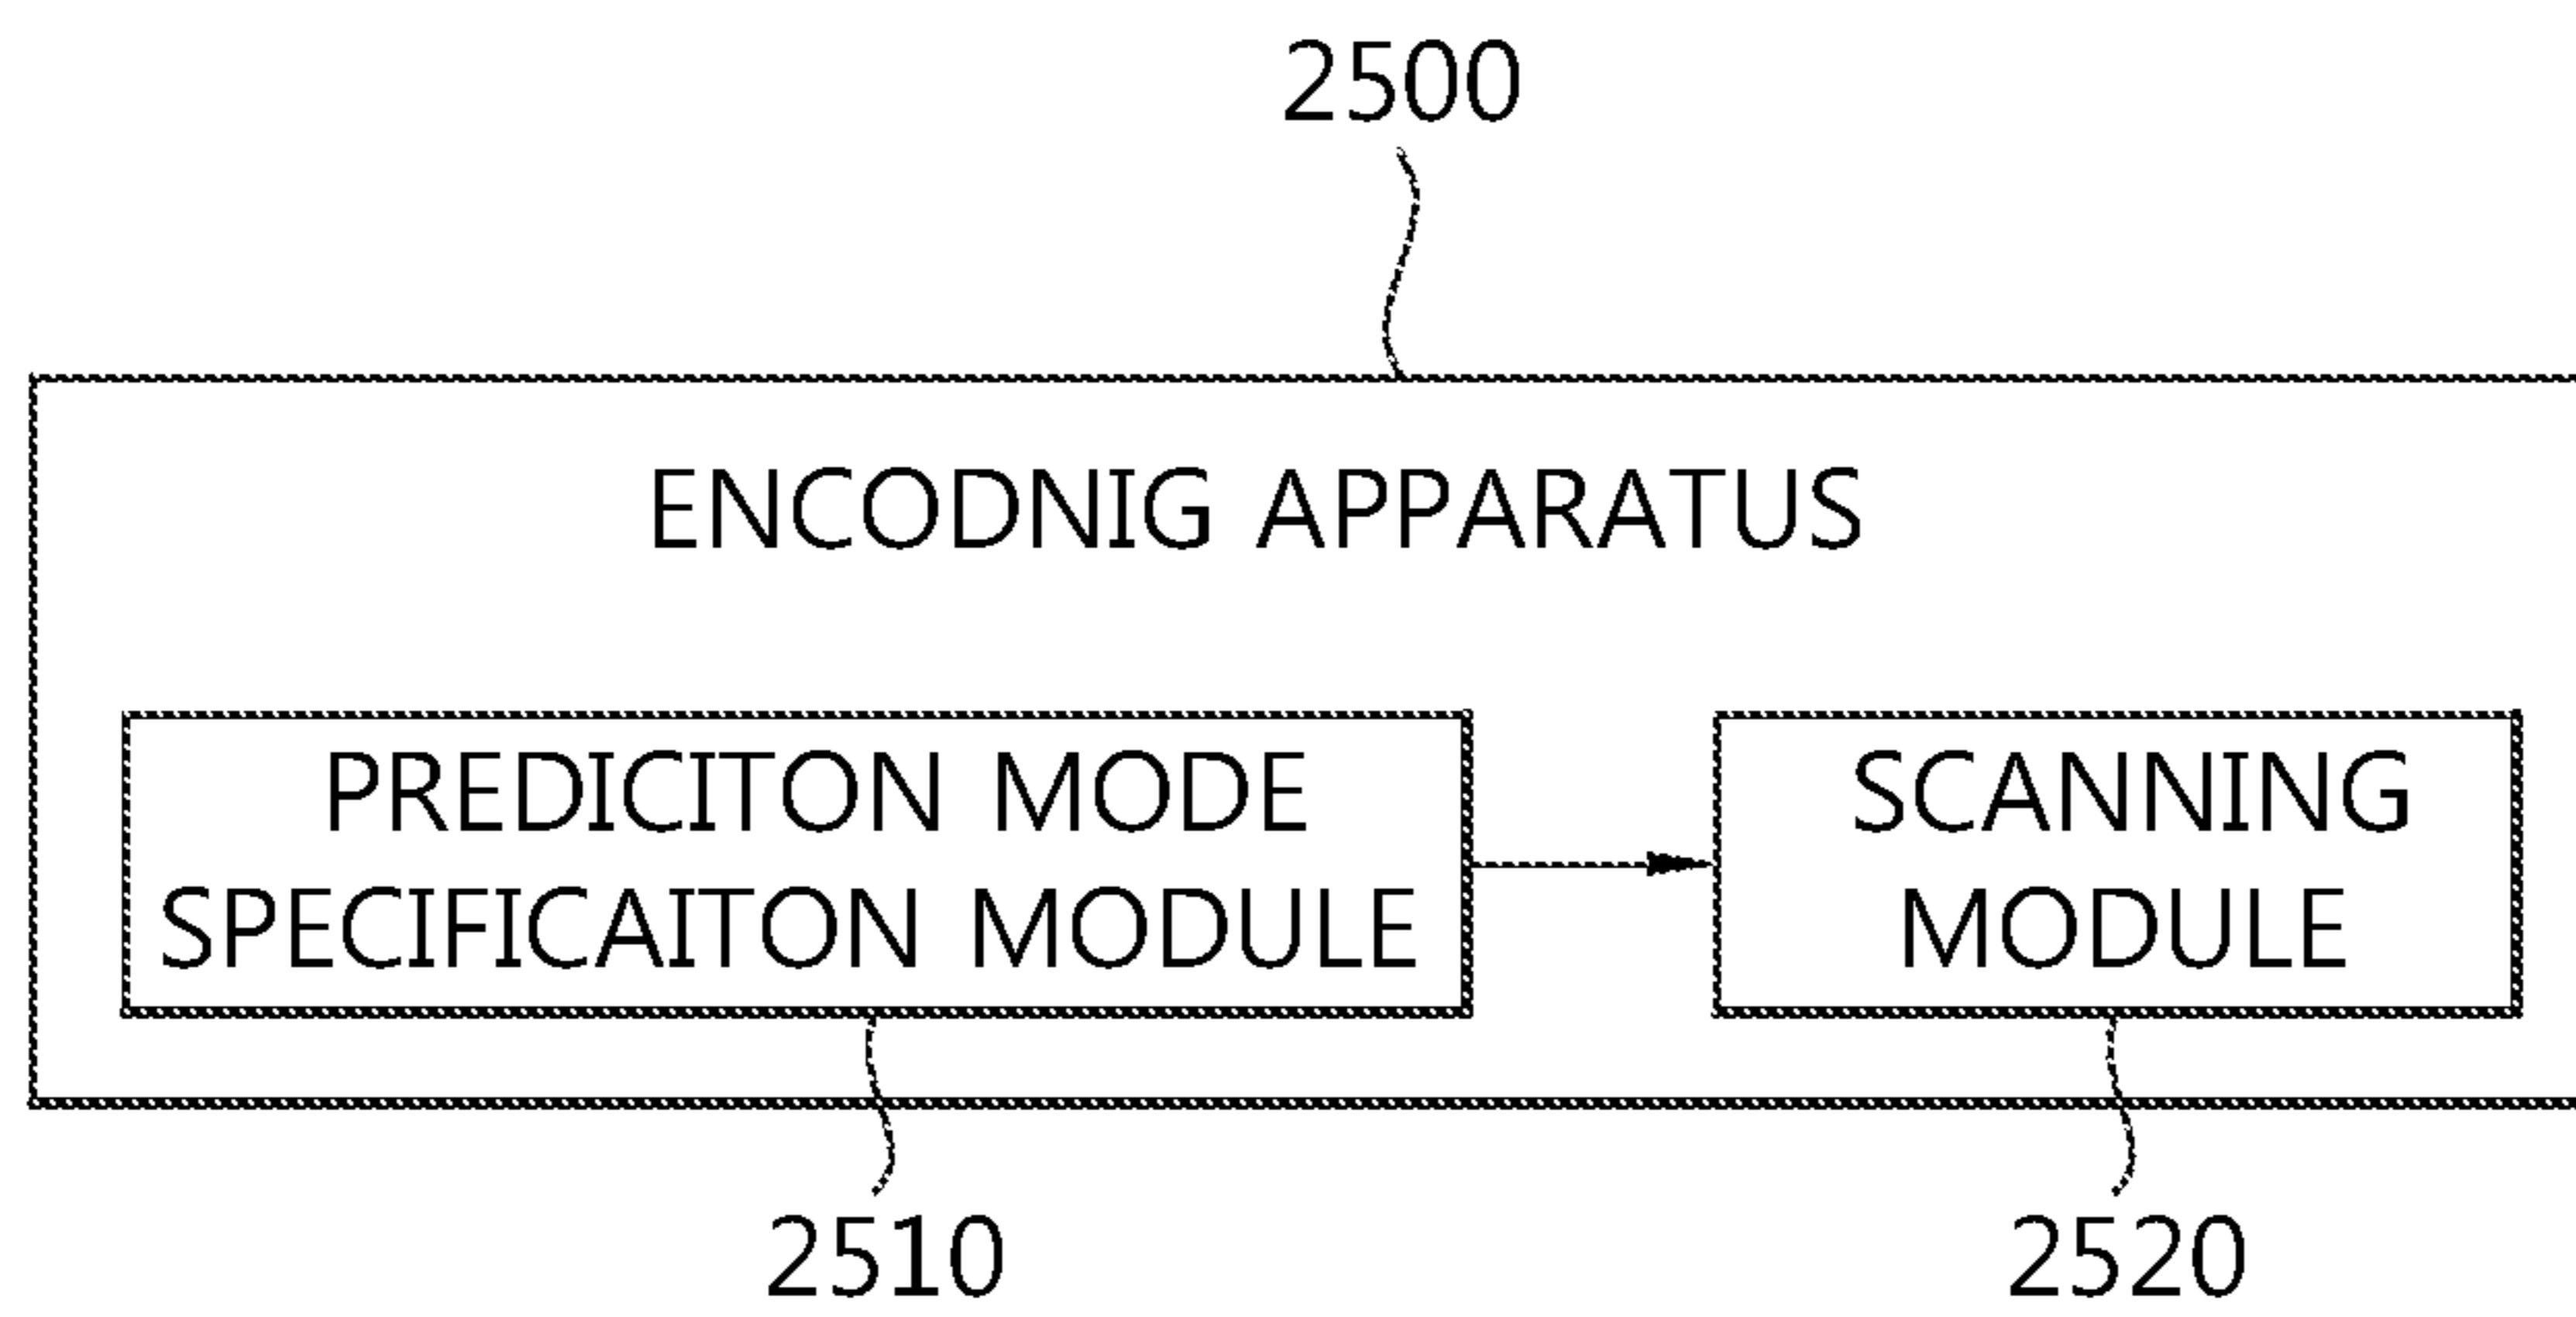 2500
ENCODNIG APPARATUS
PREDICITON MODE
SPECIFICAITON MODULE
SCANNING
MODULE
2510
2520